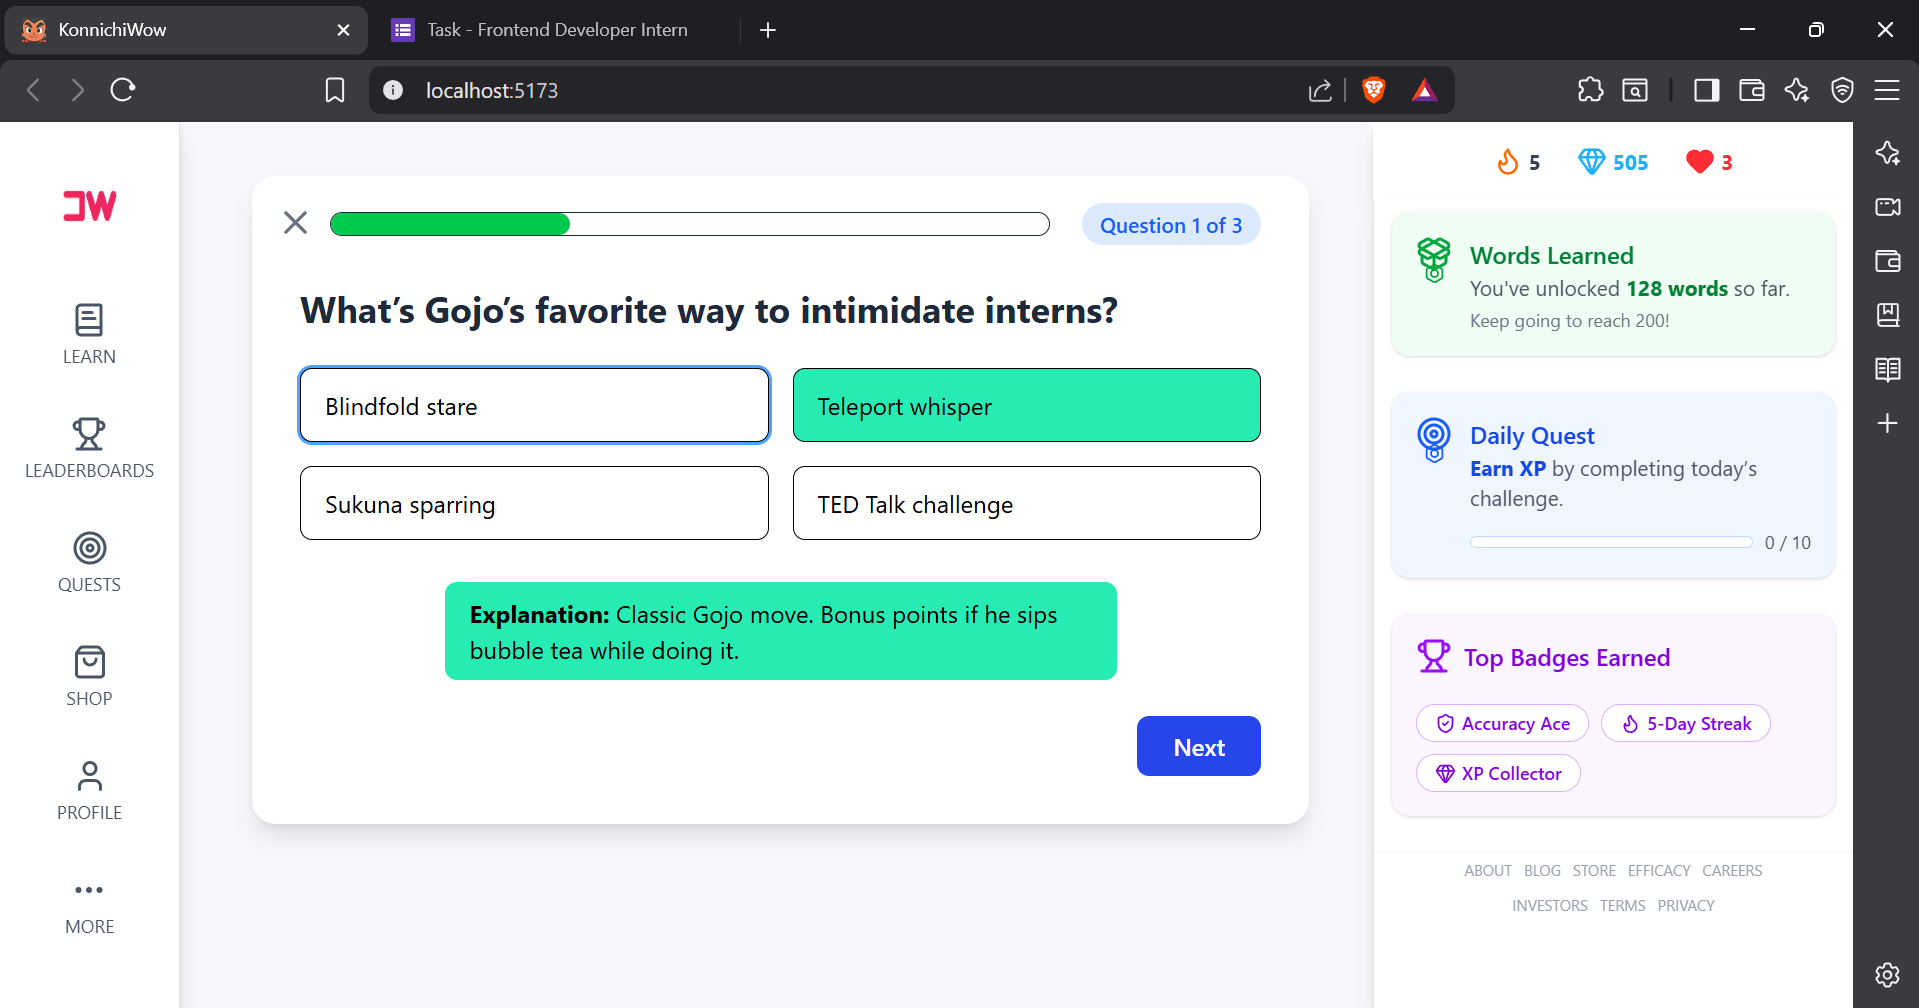 KonnichiWow
Task - Frontend Developer Intern
localhost:5173
LEARN
LEADERBOARDS
QUESTS
SHOP
PROFILE
MORE
Question 1 of 3
What’s Gojo’s favorite way to intimidate interns?
Blindfold stare
Teleport whisper
Sukuna sparring
TED Talk challenge
Explanation: Classic Gojo move. Bonus points if he sips
bubble tea while doing it.
Next
5 505 3
Words Learned
You've unlocked 128 words so far.
Keep going to reach 200!
Daily Quest
Earn XP by completing today’s
challenge.
0 / 10
Top Badges Earned
Accuracy Ace
5-Day Streak
XP Collector
ABOUT BLOG STORE EFFICACY CAREERS
INVESTORS TERMS PRIVACY